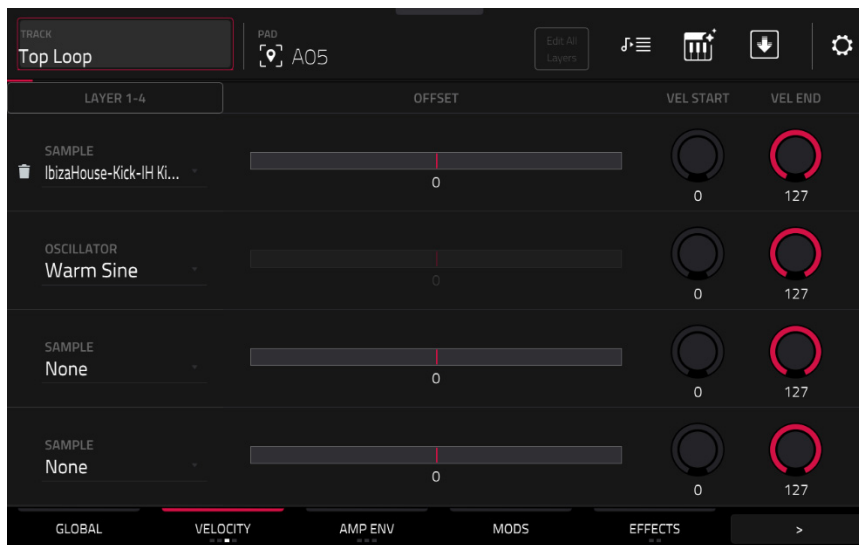 TRACK
Top Loop
PAD
A05
Edit All
Layers
LAYER 1-4 OFFSET VEL START VEL END
SAMPLE
IbizaHouse-Kick-IH Ki...
0 0 127
OSCILLATOR
Warm Sine
0 0 127
SAMPLE
None
0 0 127
SAMPLE
None
0 0 127
GLOBAL VELOCITY AMP ENV MODS EFFECTS >